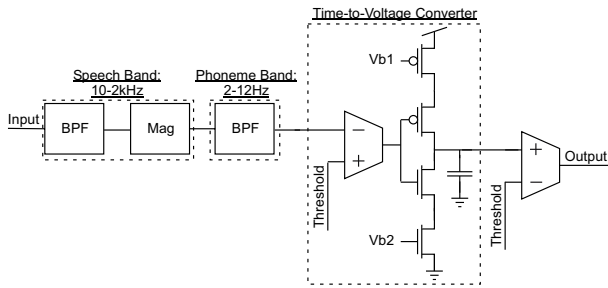 Time-to-Voltage Converter
Speech Band:
10-2kHz
Phoneme Band:
2-12Hz
Vb1
Input
BPF
Mag
BPF
−
+
Threshold
Vb2
+
−
Threshold
Output